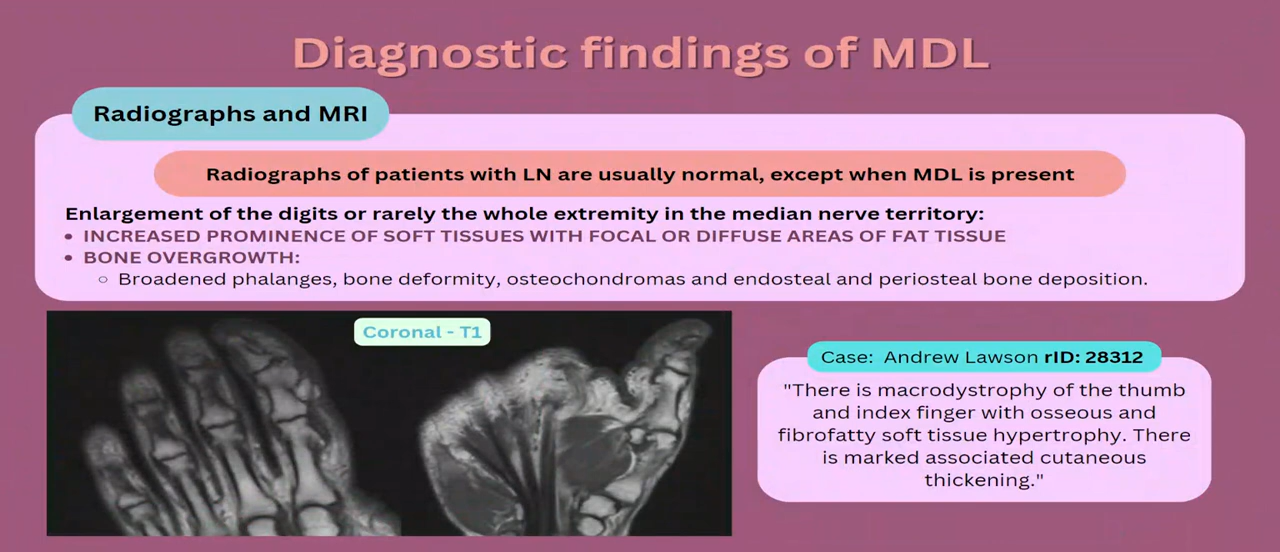 Diagnostic findings of MDL
Radiographs and MRI
Radiographs of patients with LN are usually normal, except when MDL is present
Enlargement of the digits or rarely the whole extremity in the median nerve territory:
• INCREASED PROMINENCE OF SOFT TISSUES WITH FOCAL OR DIFFUSE AREAS OF FAT TISSUE
• BONE OVERGROWTH:
○ Broadened phalanges, bone deformity, osteochondromas and endosteal and periosteal bone deposition.
Coronal - T1
Case: Andrew Lawson rID: 28312
"There is macrodystrophy of the thumb
and index finger with osseous and
fibrofatty soft tissue hypertrophy. There
is marked associated cutaneous
thickening."